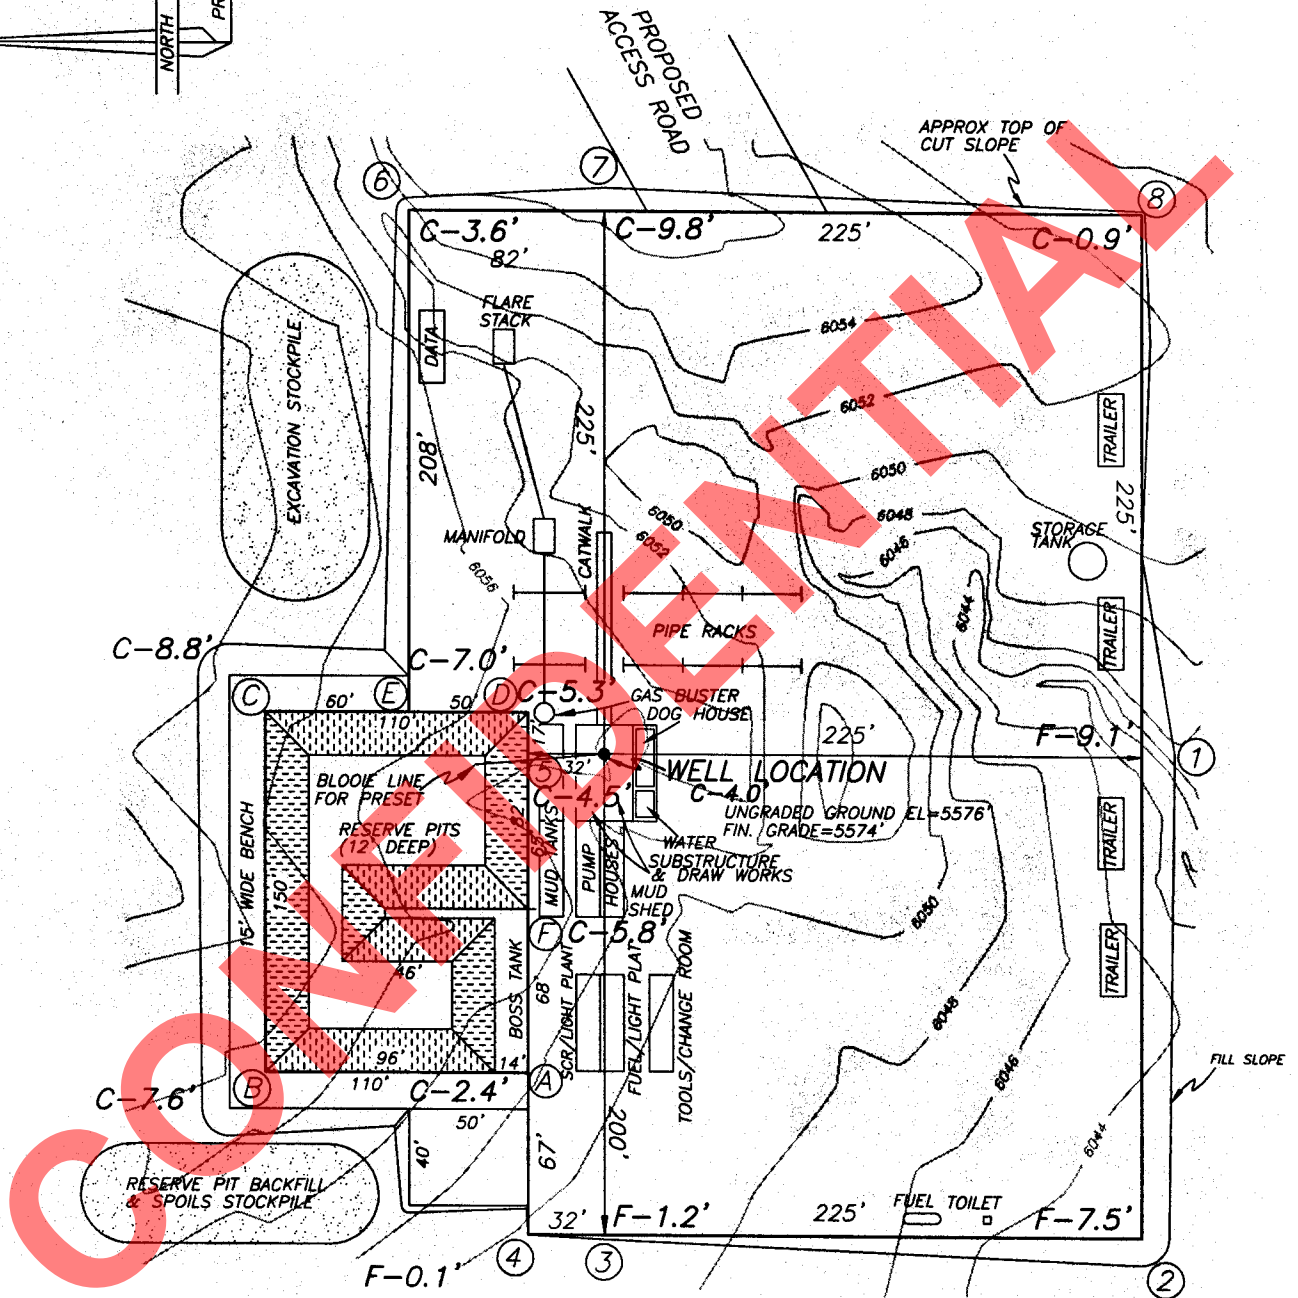 NORTH
PROPOSED
ACCESS ROAD
APPROX TOP OF
CUT SLOPE
6
7
8
C-3.6'
C-9.8'
225'
C-0.9'
82'
FLARE
STACK
DATA
6054
EXCAVATION STOCKPILE
6052
TRAILER
208'
225'
6050
225'
6050
6048
STORAGE
TANK
MANIFOLD
CATWALK
6052
6046
6056
6044
TRAILER
PIPE RACKS
C-8.8'
C-7.0'
C
60'
E
50'
D
C-5.3'
GAS BUSTER
DOG HOUSE
110'
17'
225'
F-9.1'
1
BLOOIE LINE
FOR PRESET
5
32'
WELL LOCATION
C-4.5'
C-4.0'
UNGRADED GROUND EL=5576'
FIN. GRADE=5574'
RESERVE PITS
(12' DEEP)
82'
65'
MUD TANKS
PUMP
HOUSES
WATER
SUBSTRUCTURE
& DRAW WORKS
MUD
SHED
TRAILER
15' WIDE BENCH
150
F
C-5.8'
6050
TRAILER
46'
BOSS TANK
68'
SCR/LIGHT PLANT
FUEL/LIGHT PLAT
TOOLS/CHANGE ROOM
6048
6046
FILL SLOPE
96
14'
B
110'
C-2.4'
A
C-7.6'
50'
40'
67'
200'
6044
RESERVE PIT BACKFILL
& SPOILS STOCKPILE
32'
F-1.2'
225'
FUEL
TOILET
F-7.5'
F-0.1'
4
3
2
CONFIDENTIAL